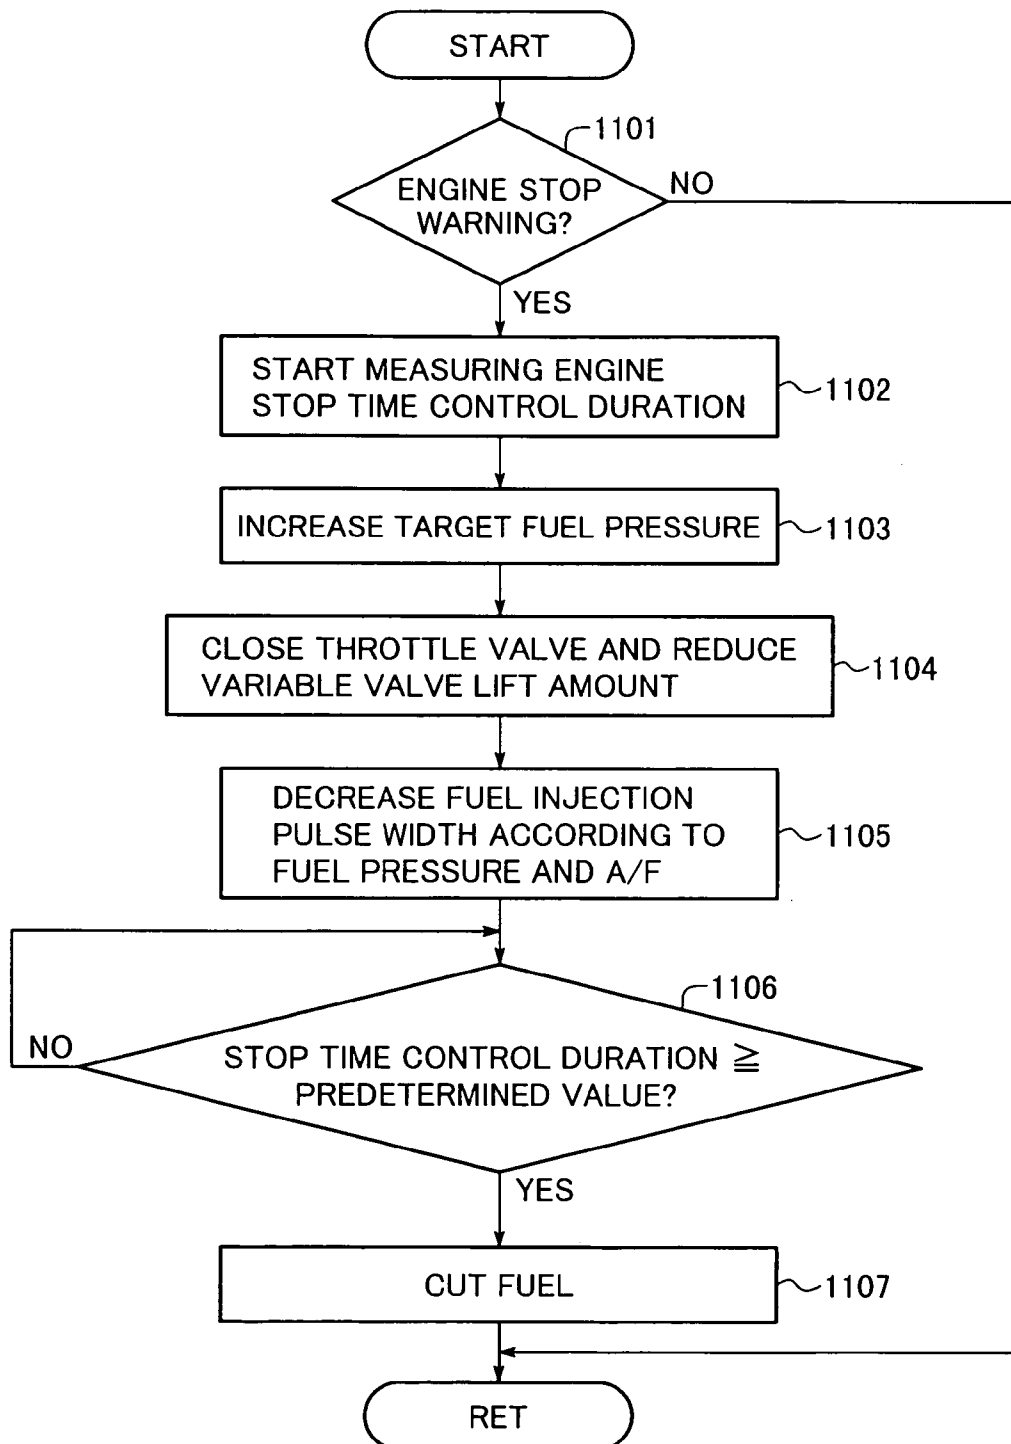 START
1101
ENGINE STOP
WARNING?
NO
YES
START MEASURING ENGINE
STOP TIME CONTROL DURATION
1102
INCREASE TARGET FUEL PRESSURE
1103
CLOSE THROTTLE VALVE AND REDUCE
VARIABLE VALVE LIFT AMOUNT
1104
DECREASE FUEL INJECTION
PULSE WIDTH ACCORDING TO
FUEL PRESSURE AND A/F
1105
1106
NO
STOP TIME CONTROL DURATION ≧
PREDETERMINED VALUE?
YES
CUT FUEL
1107
RET